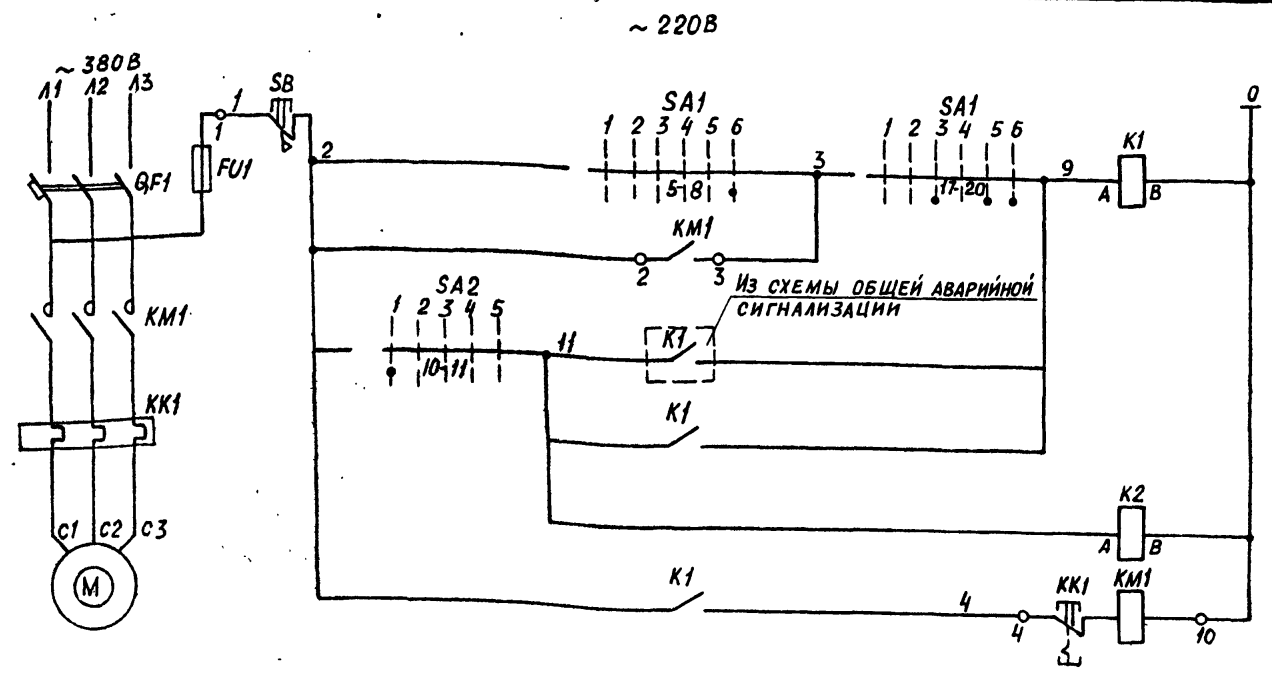 ~ 220В
~ 380В
Л1 Л2 Л3
QF1
KM1
KK1
C1 C2 C3
М
1
1
FU1
SB
2
SA1
1 2 3 4 5 6
5-8
3
SA1
1 2 3 4 5 6
17-20
9
K1
A B
0
KM1
2 3
SA2
1 2 3 4 5
10-11
11
ИЗ СХЕМЫ ОБЩЕЙ АВАРИЙНОЙ
СИГНАЛИЗАЦИИ
K1
K1
K2
A B
K1
4
4
KK1
KM1
10